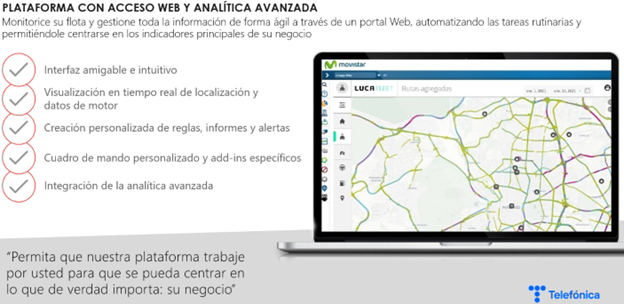 PLATAFORMA CON ACCESO WEB Y ANALÍTICA AVANZADA
Monitorice su flota y gestione toda la información de forma ágil a través de un portal Web, automatizando las tareas rutinarias y
permitiéndole centrarse en los indicadores principales de su negocio
Interfaz amigable e intuitivo
Visualización en tiempo real de localización y
datos de motor
Creación personalizada de reglas, informes y alertas
Cuadro de mando personalizado y add-ins específicos
Integración de la analítica avanzada
movistar
LUCA FLEET
Rutas agregadas
"Permita que nuestra plataforma trabaje
por usted para que se pueda centrar en
lo que de verdad importa: su negocio"
Telefónica